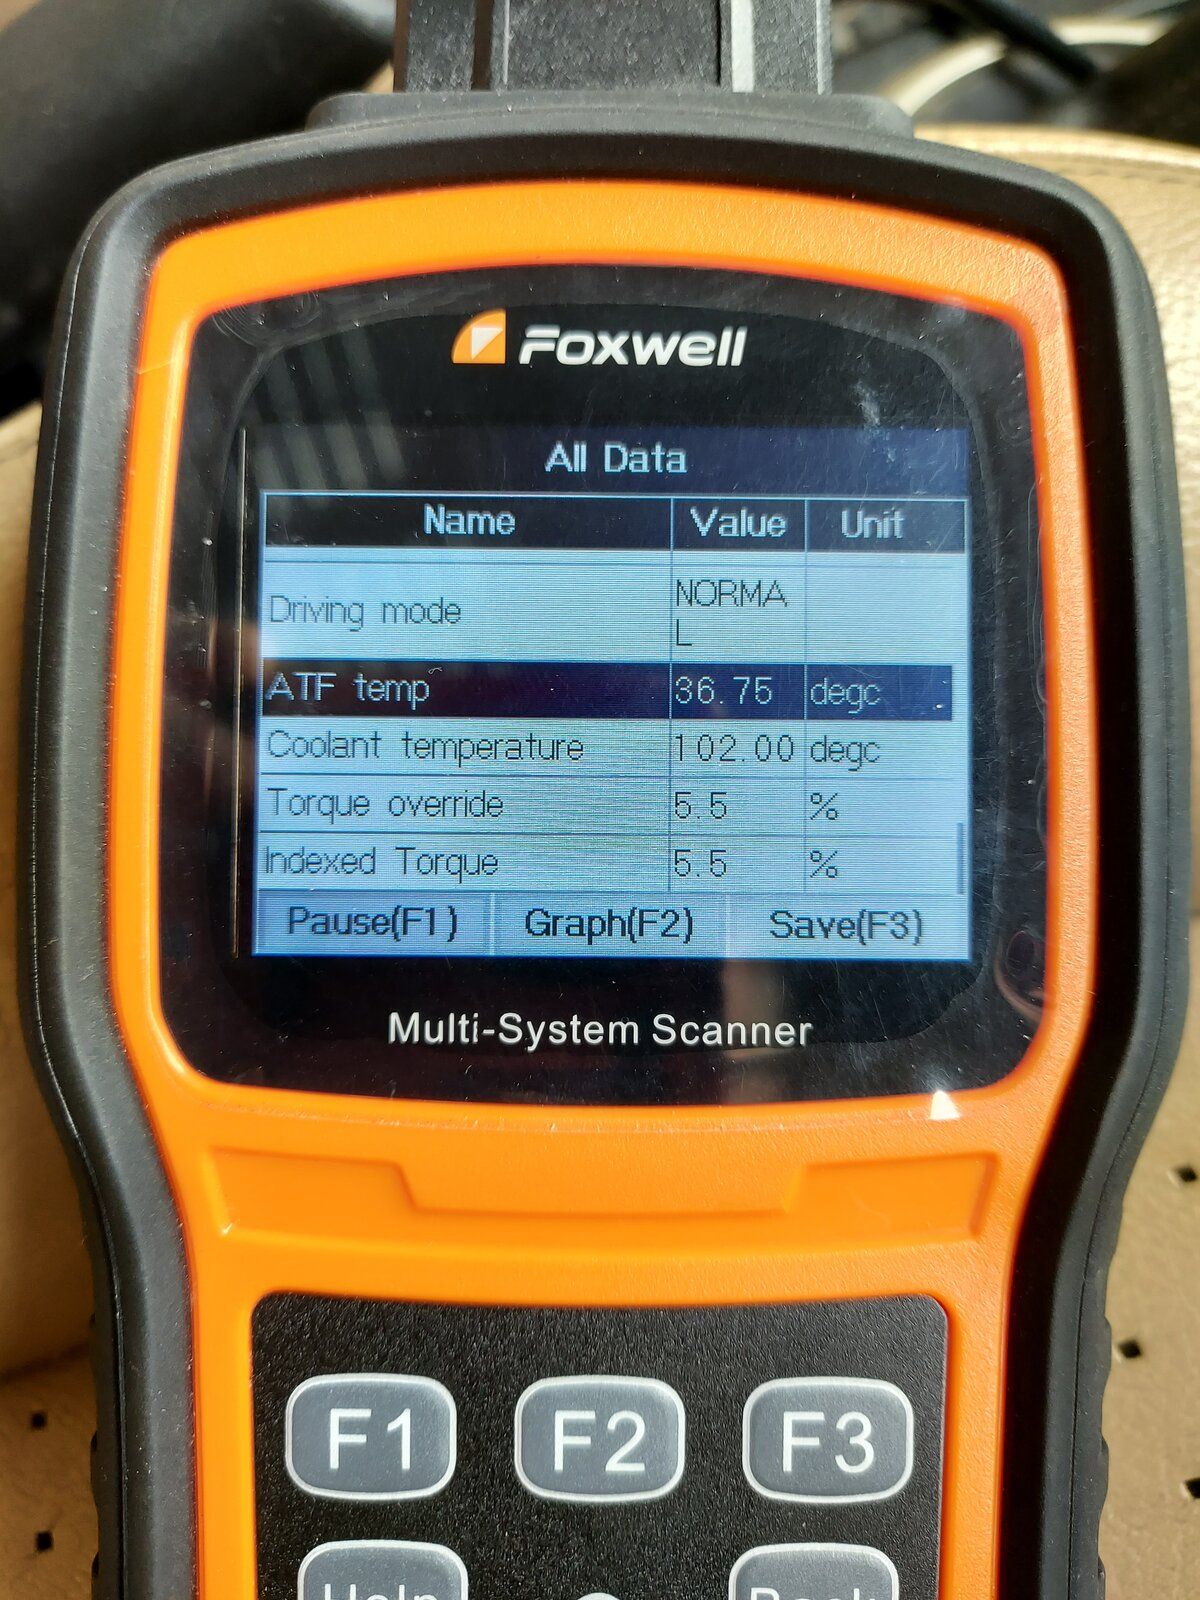 Foxwell
All Data
Name Value Unit
Driving mode NORMA
L
ATF temp 36.75 degc
Coolant temperature 102.00 degc
Torque override 5.5 %
Indexed Torque 5.5 %
Pause(F1) Graph(F2) Save(F3)
Multi-System Scanner
F1 F2 F3
Help Back